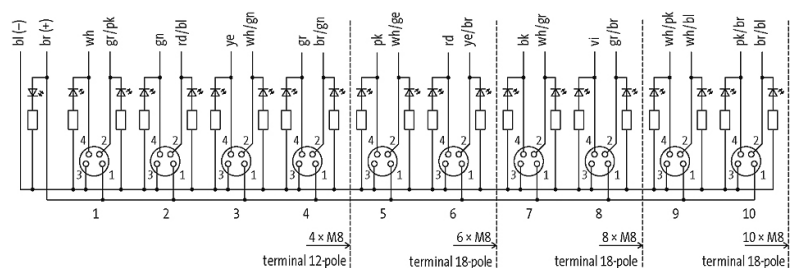 bl (–) br (+) wh gr/pk gn rd/bl ye wh/gn gr br/gn pk wh/ge rd ye/br bk wh/gr vi gr/br wh/pk wh/bl pk/br br/bl
4 2 4 2 4 2 4 2 4 2 4 2 4 2 4 2 4 2 4 2
3 1 3 1 3 1 3 1 3 1 3 1 3 1 3 1 3 1 3 1
1 2 3 4 5 6 7 8 9 10
4 × M8 6 × M8 8 × M8 10 × M8
terminal 12-pole terminal 18-pole terminal 18-pole terminal 18-pole